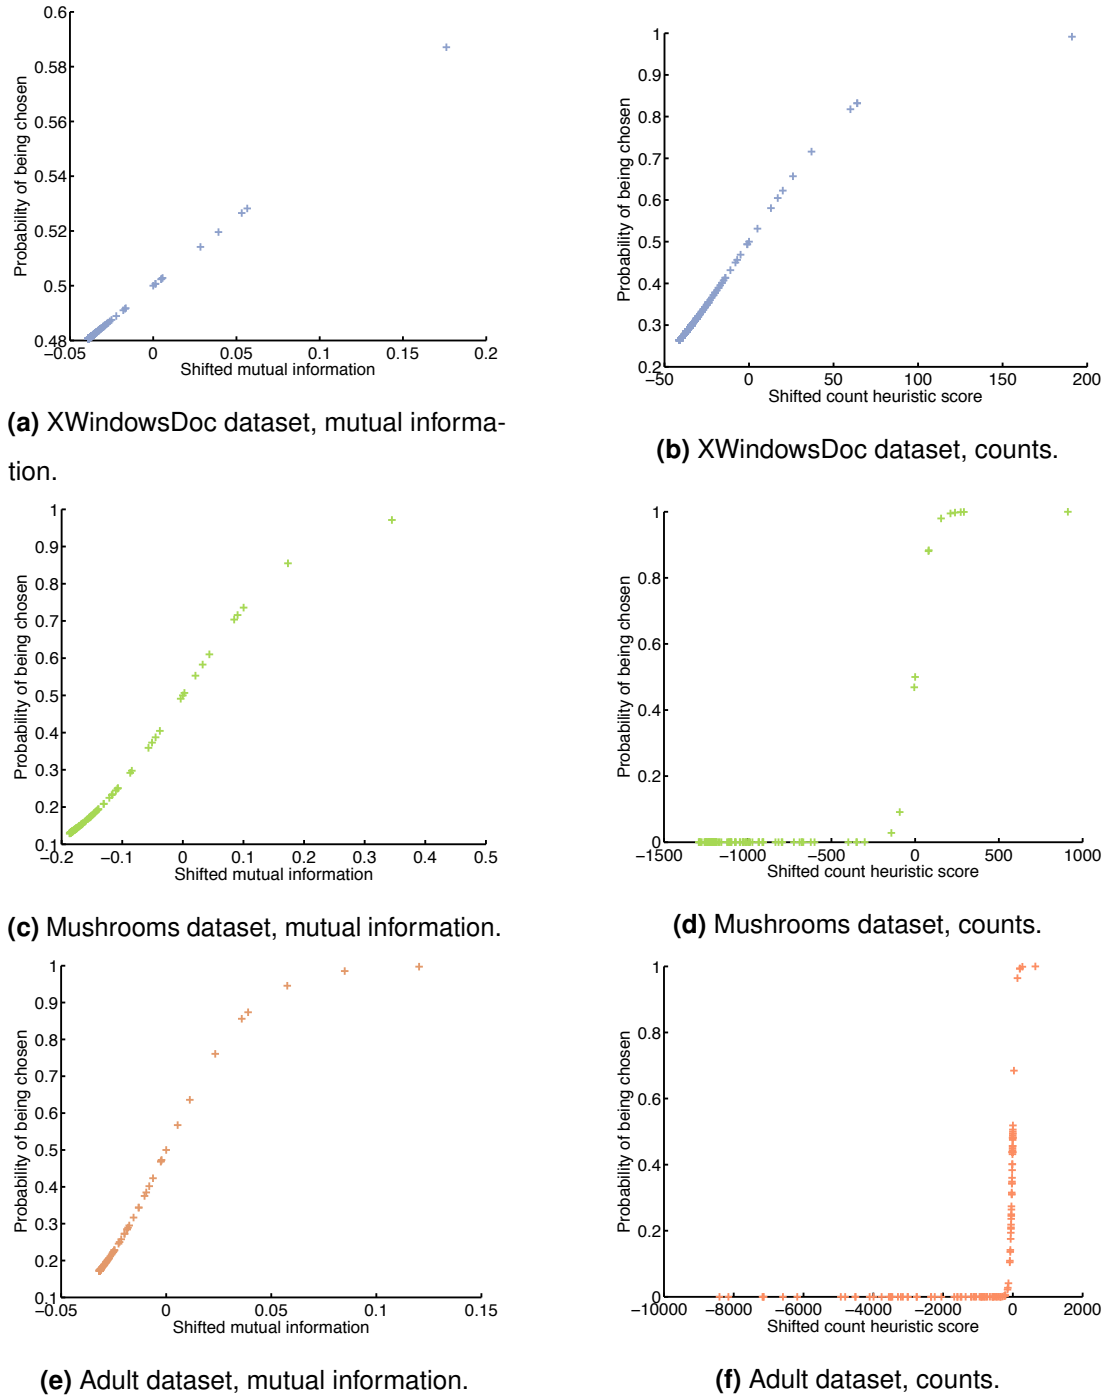 0.6
0.58
0.56
0.54
0.52
0.5
0.48
−0.05 0 0.05 0.1 0.15 0.2
Probability of being chosen
Shifted mutual information
(a) XWindowsDoc dataset, mutual informa-
tion.
1
0.9
0.8
0.7
0.6
0.5
0.4
0.3
0.2
−50 0 50 100 150 200
Probability of being chosen
Shifted count heuristic score
(b) XWindowsDoc dataset, counts.
1
0.9
0.8
0.7
0.6
0.5
0.4
0.3
0.2
0.1
−0.2 −0.1 0 0.1 0.2 0.3 0.4 0.5
Probability of being chosen
Shifted mutual information
(c) Mushrooms dataset, mutual information.
1
0.8
0.6
0.4
0.2
0
−1500 −1000 −500 0 500 1000
Probability of being chosen
Shifted count heuristic score
(d) Mushrooms dataset, counts.
1
0.9
0.8
0.7
0.6
0.5
0.4
0.3
0.2
0.1
−0.05 0 0.05 0.1 0.15
Probability of being chosen
Shifted mutual information
(e) Adult dataset, mutual information.
1
0.8
0.6
0.4
0.2
0
−10000 −8000 −6000 −4000 −2000 0 2000
Probability of being chosen
Shifted count heuristic score
(f) Adult dataset, counts.